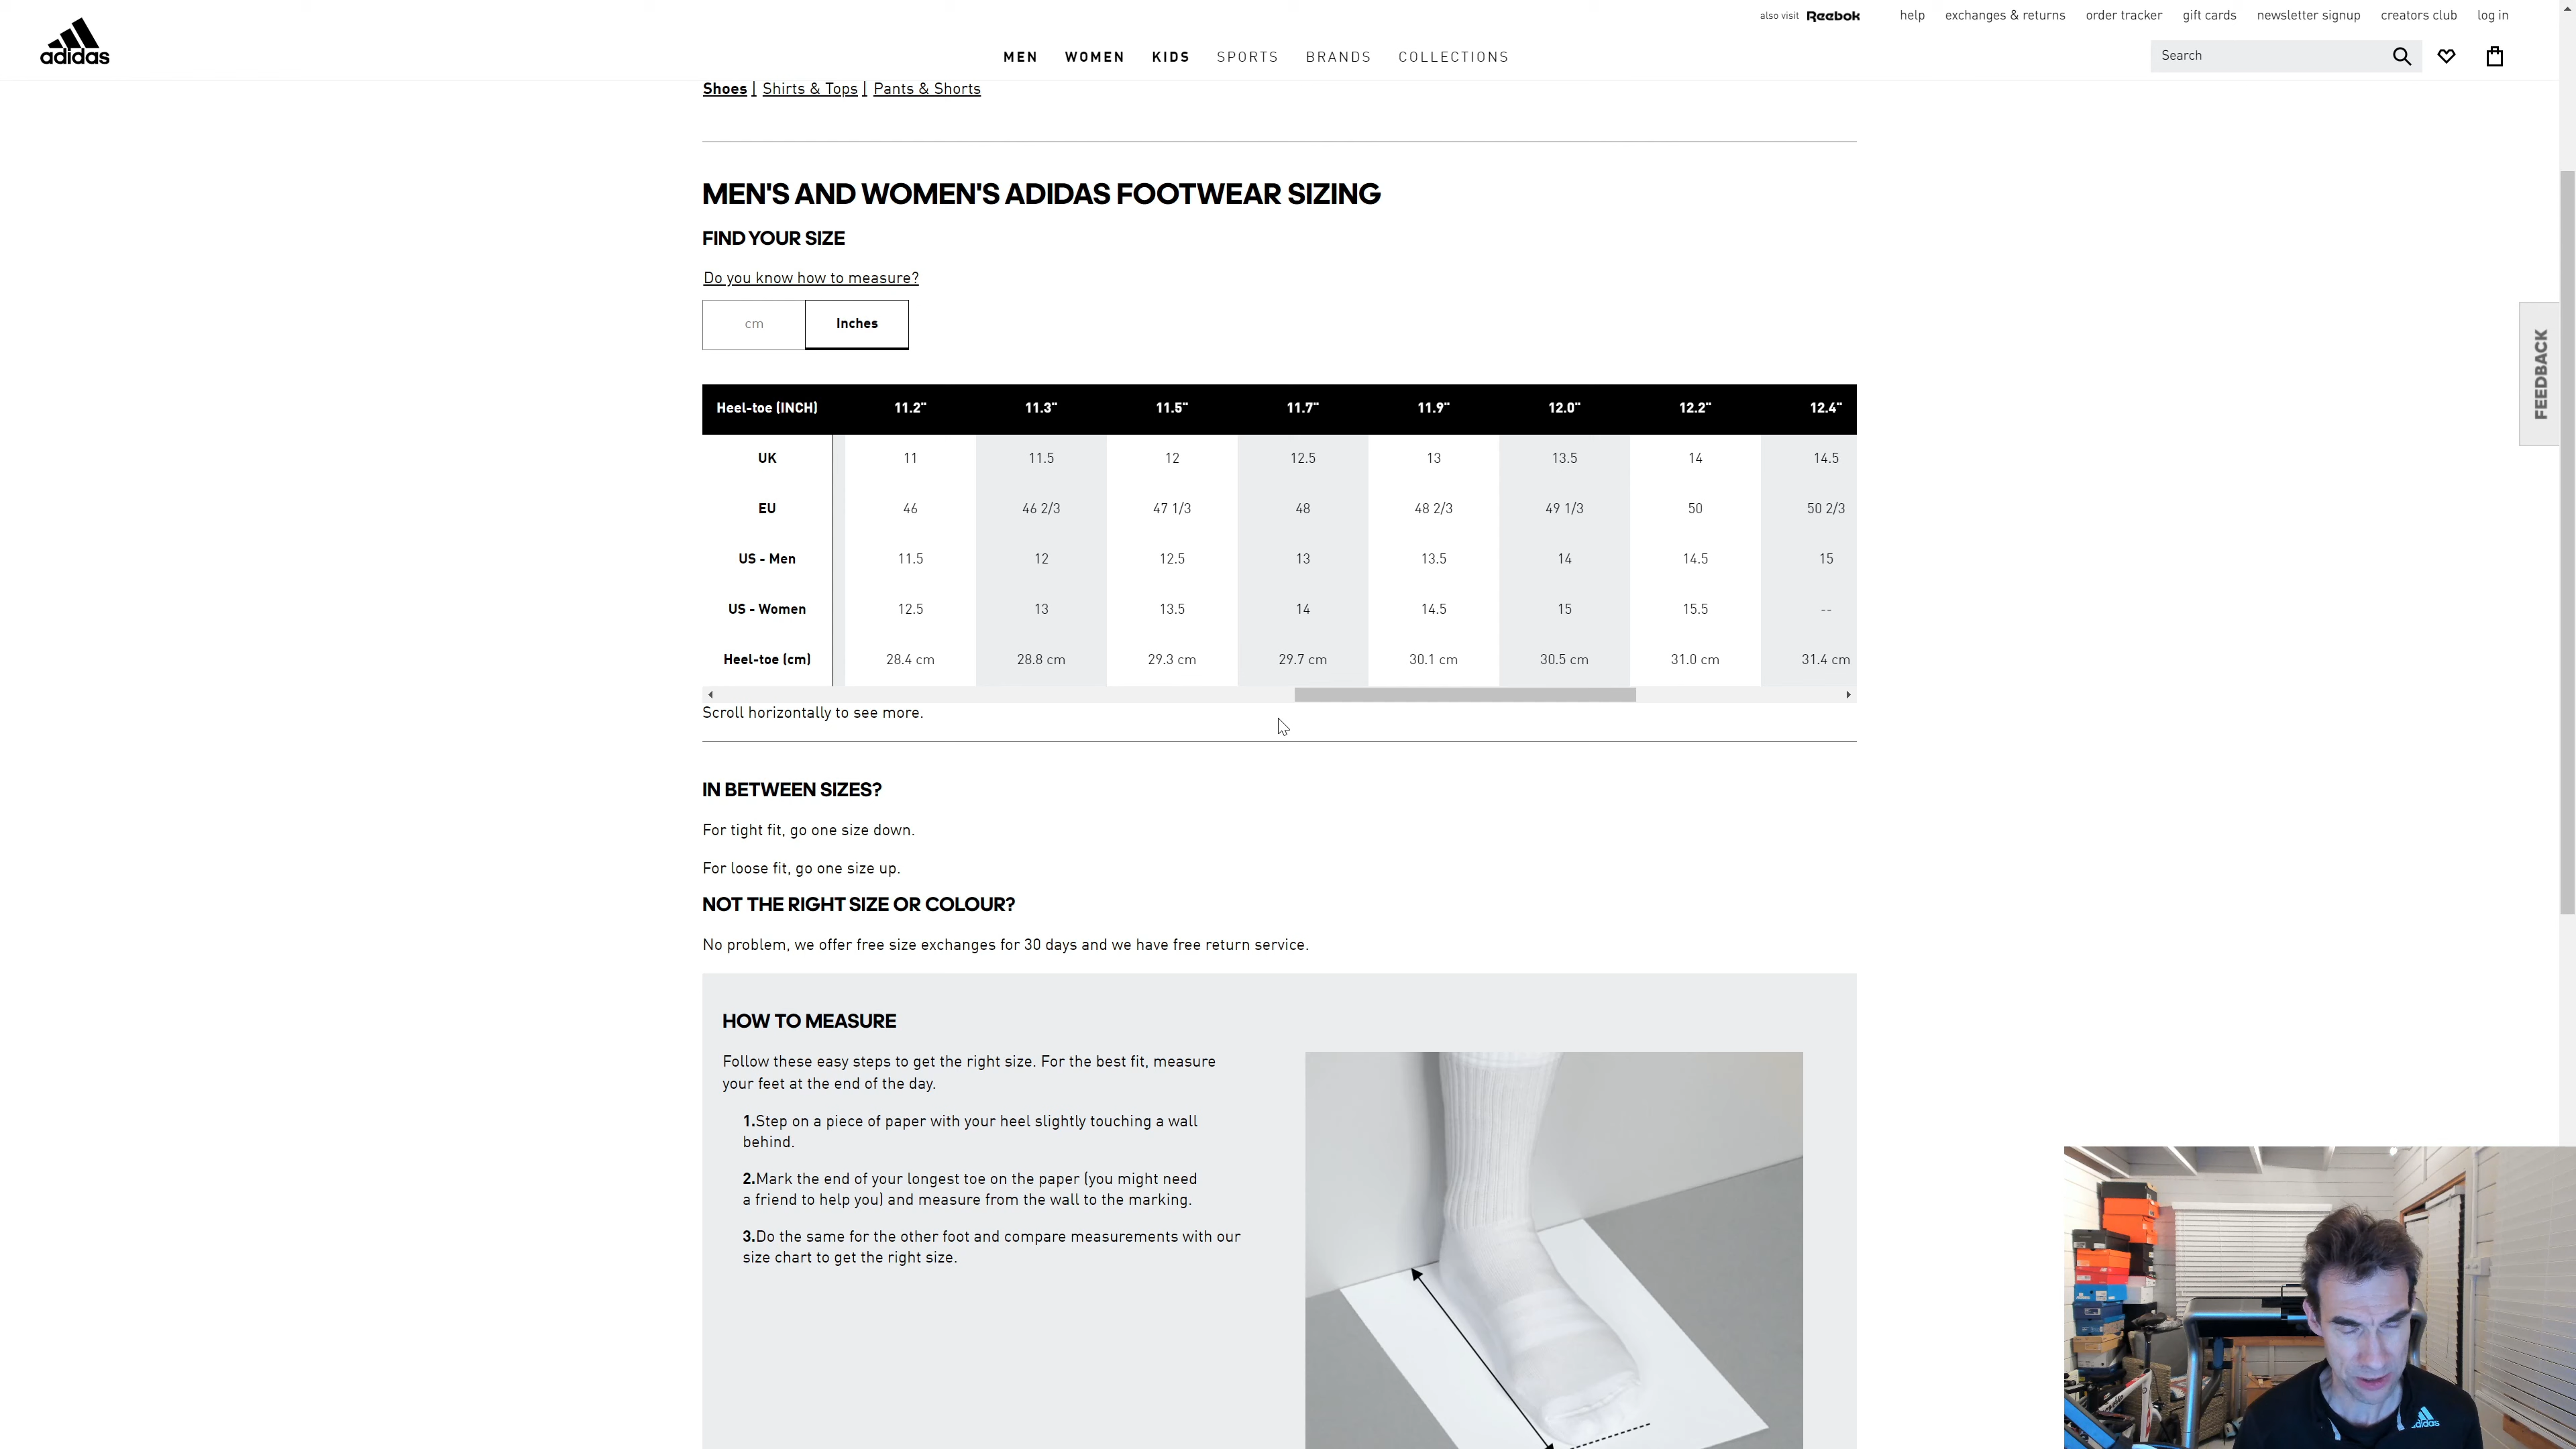 also visit Reebok help exchanges & returns order tracker gift cards newsletter signup creators club log in
adidas
MEN WOMEN KIDS SPORTS BRANDS COLLECTIONS
Search
Shoes | Shirts & Tops | Pants & Shorts
MEN'S AND WOMEN'S ADIDAS FOOTWEAR SIZING
FIND YOUR SIZE
Do you know how to measure?
cm Inches
FEEDBACK
Heel-toe (INCH) 11.2" 11.3" 11.5" 11.7" 11.9" 12.0" 12.2" 12.4"
UK 11 11.5 12 12.5 13 13.5 14 14.5
EU 46 46 2/3 47 1/3 48 48 2/3 49 1/3 50 50 2/3
US - Men 11.5 12 12.5 13 13.5 14 14.5 15
US - Women 12.5 13 13.5 14 14.5 15 15.5 --
Heel-toe (cm) 28.4 cm 28.8 cm 29.3 cm 29.7 cm 30.1 cm 30.5 cm 31.0 cm 31.4 cm
Scroll horizontally to see more.
IN BETWEEN SIZES?
For tight fit, go one size down.
For loose fit, go one size up.
NOT THE RIGHT SIZE OR COLOUR?
No problem, we offer free size exchanges for 30 days and we have free return service.
HOW TO MEASURE
Follow these easy steps to get the right size. For the best fit, measure
your feet at the end of the day.
1.Step on a piece of paper with your heel slightly touching a wall
behind.
2.Mark the end of your longest toe on the paper (you might need
a friend to help you) and measure from the wall to the marking.
3.Do the same for the other foot and compare measurements with our
size chart to get the right size.
adidas